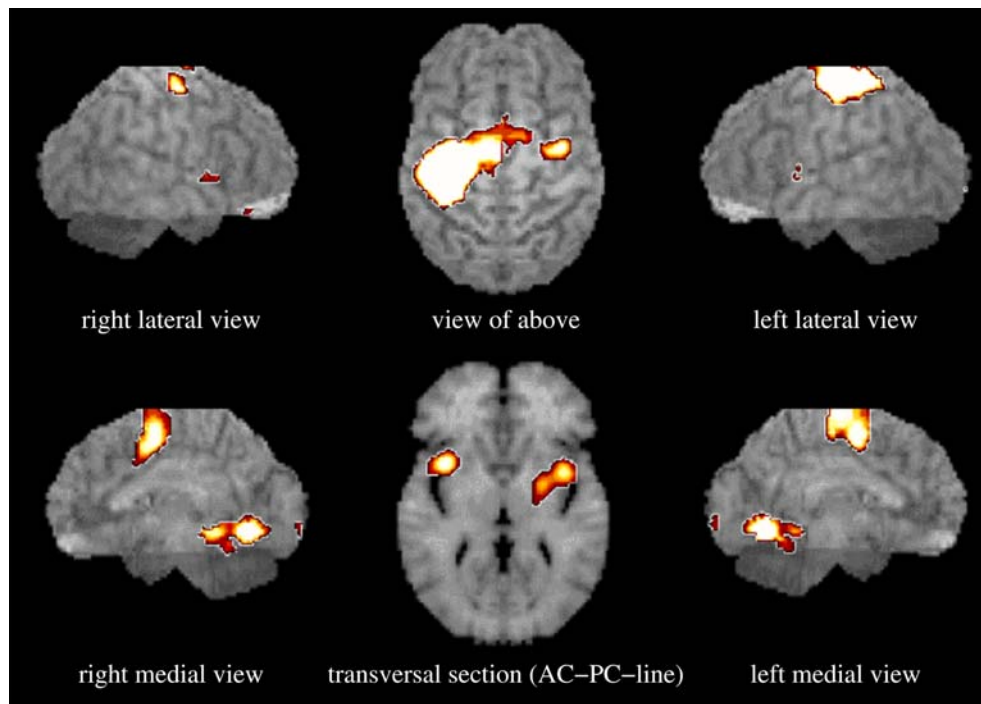 right lateral view
view of above
left lateral view
right medial view
transversal section (AC−PC−line)
left medial view